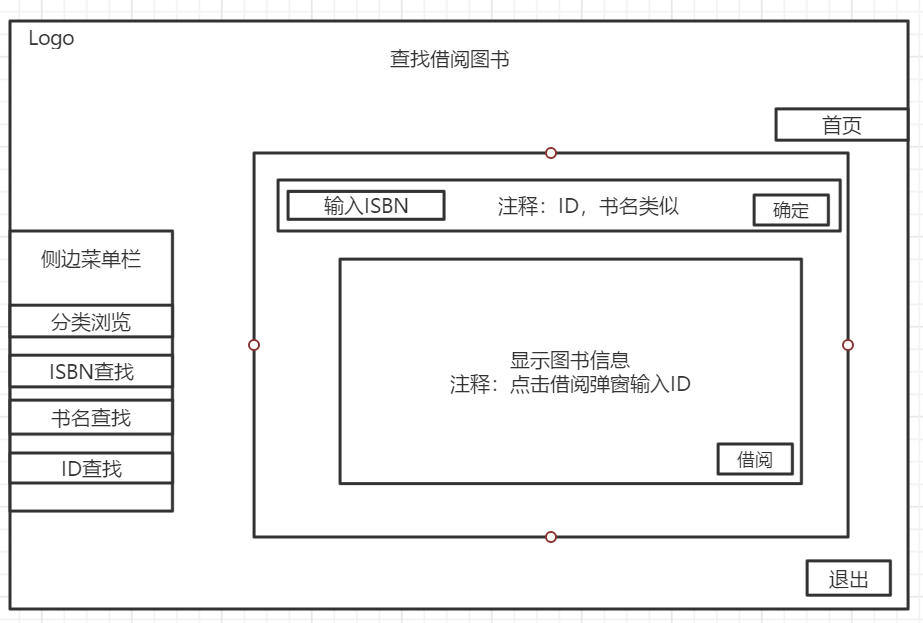 Logo
查找借阅图书
首页
输入ISBN
注释：ID，书名类似
确定
侧边菜单栏
分类浏览
ISBN查找
书名查找
ID查找
显示图书信息
注释：点击借阅弹窗输入ID
借阅
退出